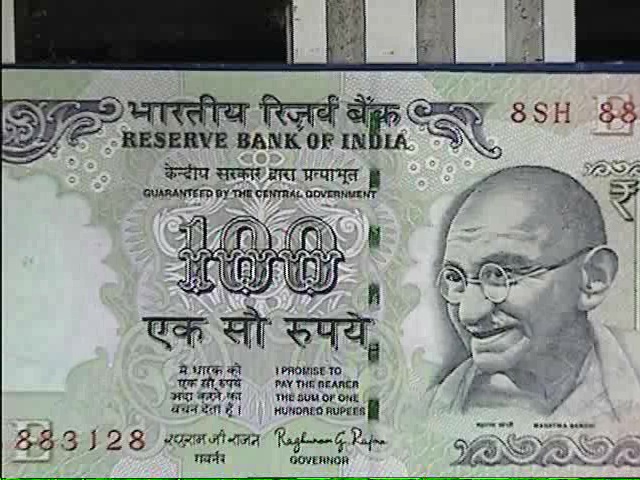 भारतीय रिज़र्व बैंक
RESERVE BANK OF INDIA
8SH 88
केन्द्रीय सरकार द्वारा प्रत्याभूत
GUARANTEED BY THE CENTRAL GOVERNMENT
₹
100
एक सौ रुपये
मैं धारक को
एक सौ रुपये
अदा करने का
वचन देता हूँ ।
I PROMISE TO
PAY THE BEARER
THE SUM OF ONE
HUNDRED RUPEES
महात्मा गांधी MAHATMA GANDHI
883128
रघुराम जी राजन
गवर्नर
Raghuram G. Rajan
GOVERNOR